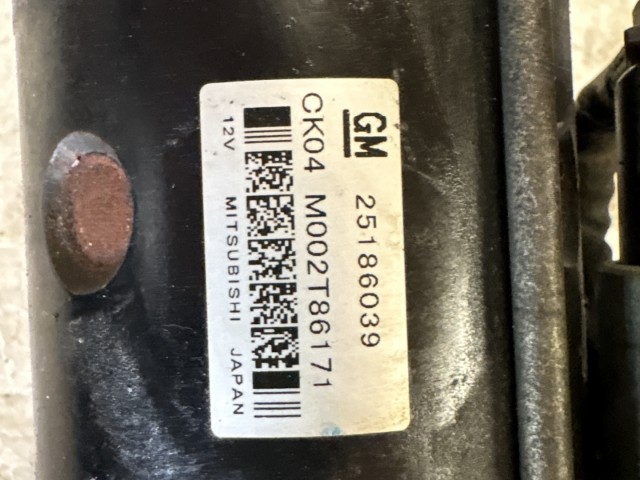 GM 25186039
CK04 M002T86171
12V MITSUBISHI JAPAN